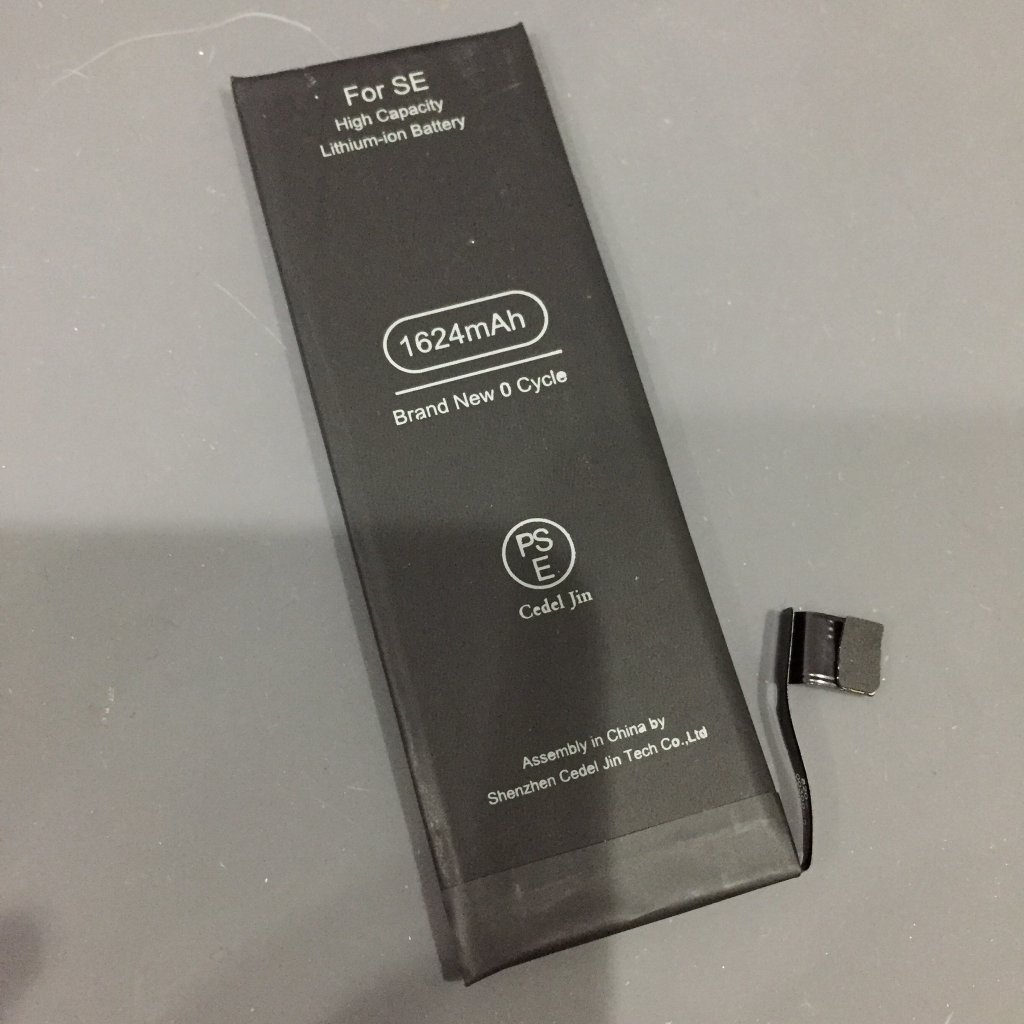 For SE
High Capacity
Lithium-ion Battery
1624mAh
Brand New 0 Cycle
PS
E
Cedel Jin
Assembly in China by
Shenzhen Cedel Jin Tech Co.,Ltd